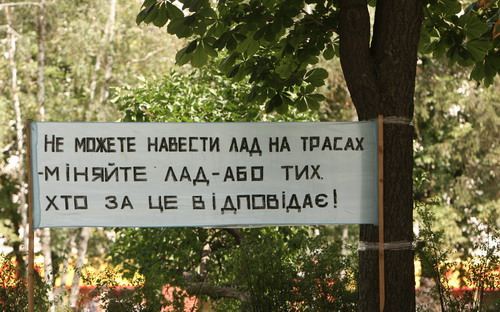 НЕ МОЖЕТЕ НАВЕСТИ ЛАД НА ТРАСАХ
-МІНЯЙТЕ ЛАД-АБО ТИХ.
ХТО ЗА ЦЕ ВІДПОВІДАЄ!